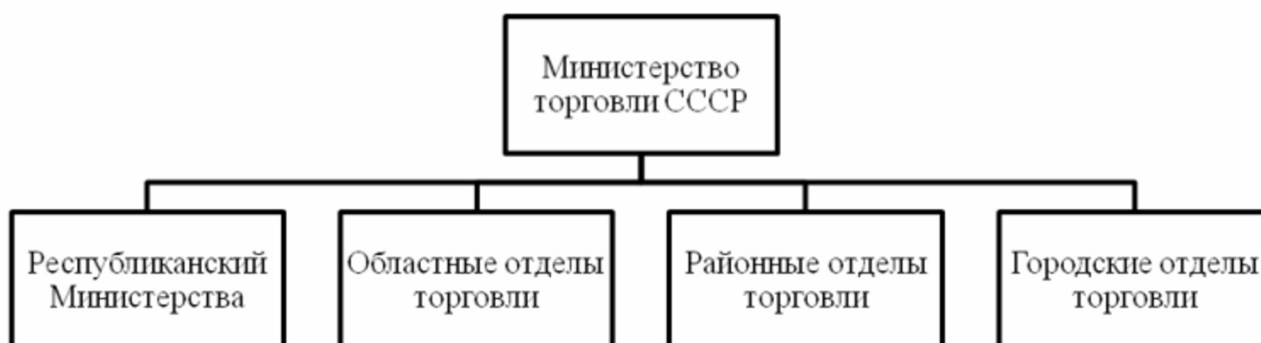 Министерство
торговли СССР
Республиканский
Министерства
Областные отделы
торговли
Районные отделы
торговли
Городские отделы
торговли